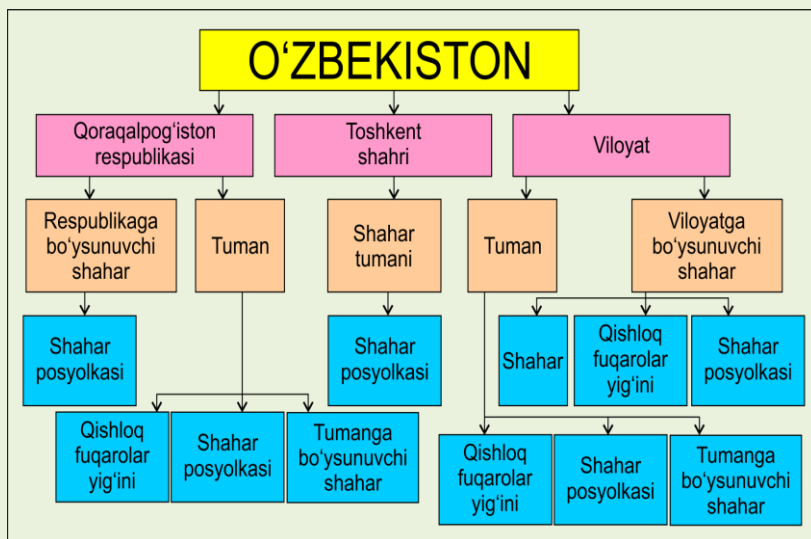 O‘ZBEKISTON
Qoraqalpog‘iston
respublikasi
Toshkent
shahri
Viloyat
Respublikaga
bo‘ysunuvchi
shahar
Tuman
Shahar
tumani
Tuman
Viloyatga
bo‘ysunuvchi
shahar
Shahar
posyolkasi
Shahar
posyolkasi
Shahar
Qishloq
fuqarolar
yig‘ini
Shahar
posyolkasi
Qishloq
fuqarolar
yig‘ini
Shahar
posyolkasi
Tumanga
bo‘ysunuvchi
shahar
Qishloq
fuqarolar
yig‘ini
Shahar
posyolkasi
Tumanga
bo‘ysunuvchi
shahar